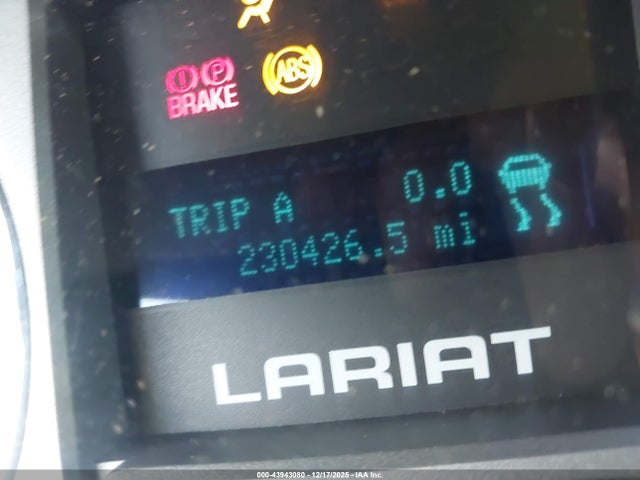 BRAKE
ABS
TRIP A 0.0
230426.5 mi
LARIAT
000-43943080 - 12/17/2025 - IAA Inc.